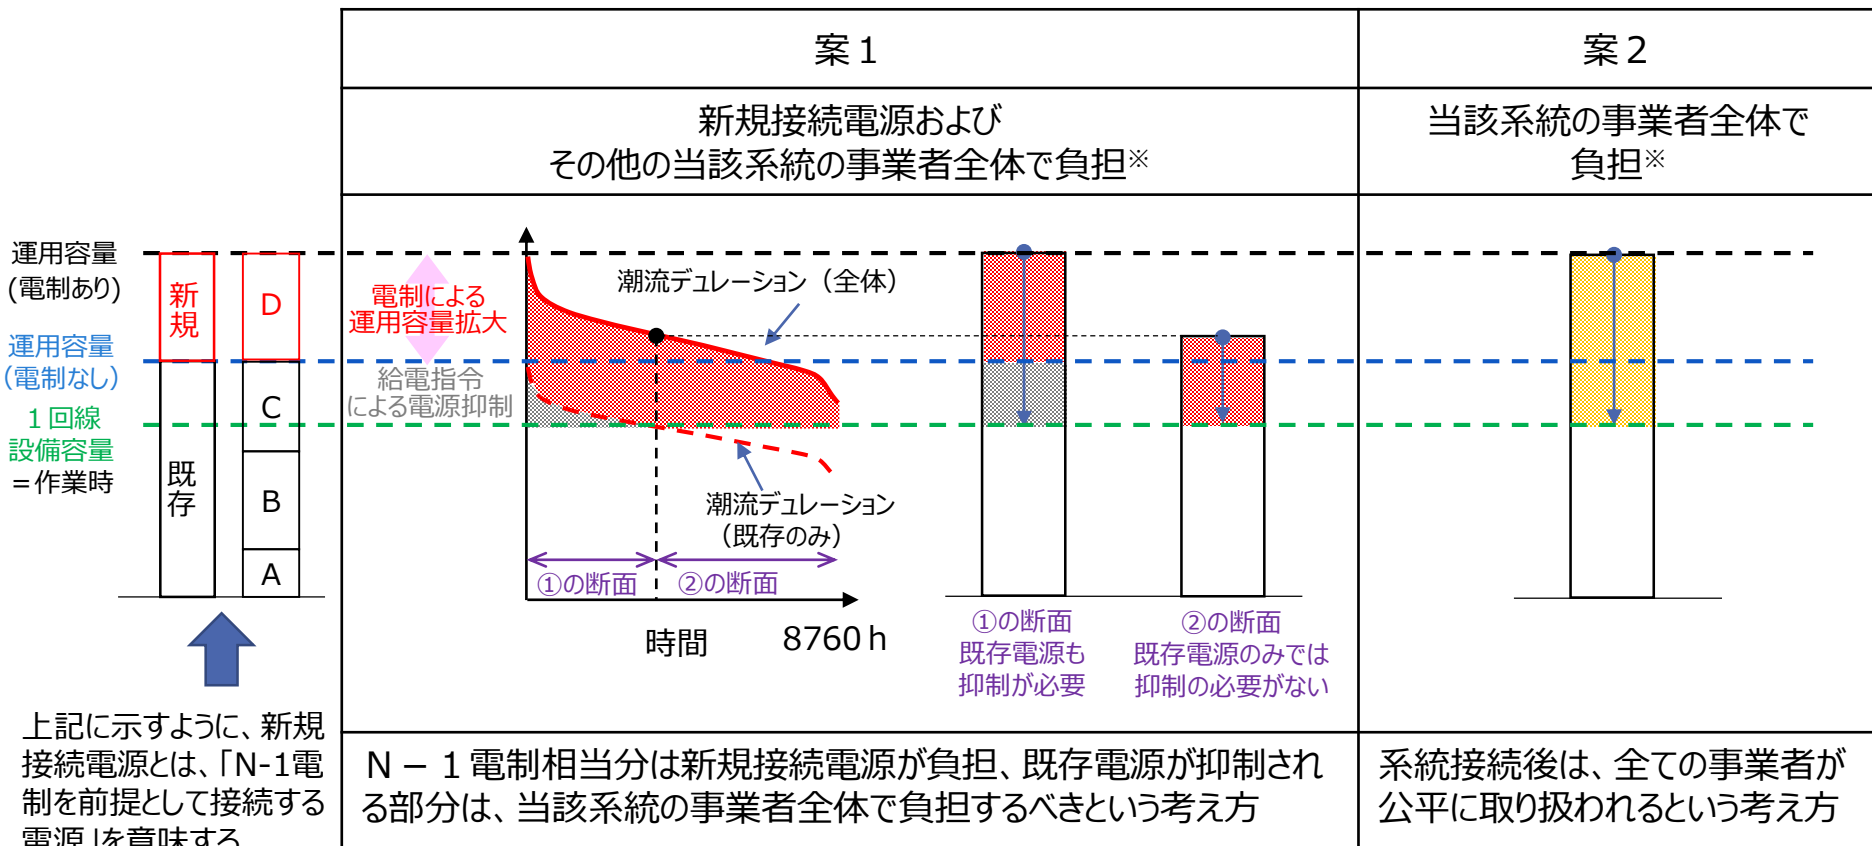 案１
案２
新規接続電源および
その他の当該系統の事業者全体で負担※
当該系統の事業者全体で
負担※
運用容量
(電制あり)
運用容量
（電制なし）
１回線
設備容量
＝作業時
新規
既存
D
C
B
A
電制による
運用容量拡大
給電指令
による電源抑制
潮流デュレーション（全体）
潮流デュレーション
（既存のみ）
①の断面
②の断面
時間
8760ｈ
①の断面
既存電源も
抑制が必要
②の断面
既存電源のみでは
抑制の必要がない
上記に示すように、新規
接続電源とは、「N-1電
制を前提として接続する
電源」を意味する
Ｎ－１電制相当分は新規接続電源が負担、既存電源が抑制され
る部分は、当該系統の事業者全体で負担するべきという考え方
系統接続後は、全ての事業者が
公平に取り扱われるという考え方